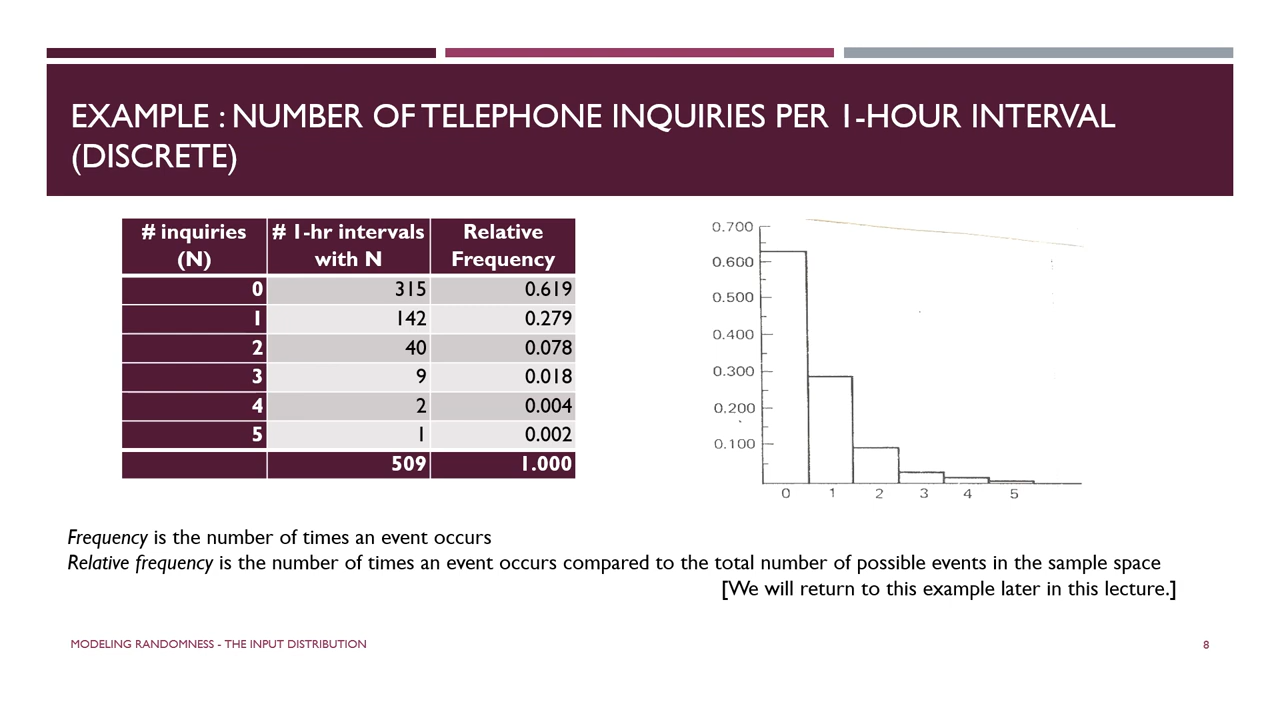 EXAMPLE : NUMBER OF TELEPHONE INQUIRIES PER 1-HOUR INTERVAL
(DISCRETE)
# inquiries (N) # 1-hr intervals with N Relative Frequency
0 315 0.619
1 142 0.279
2 40 0.078
3 9 0.018
4 2 0.004
5 1 0.002
509 1.000
0.700
0.600
0.500
0.400
0.300
0.200
0.100
0 1 2 3 4 5
Frequency is the number of times an event occurs
Relative frequency is the number of times an event occurs compared to the total number of possible events in the sample space
[We will return to this example later in this lecture.]
MODELING RANDOMNESS - THE INPUT DISTRIBUTION 8